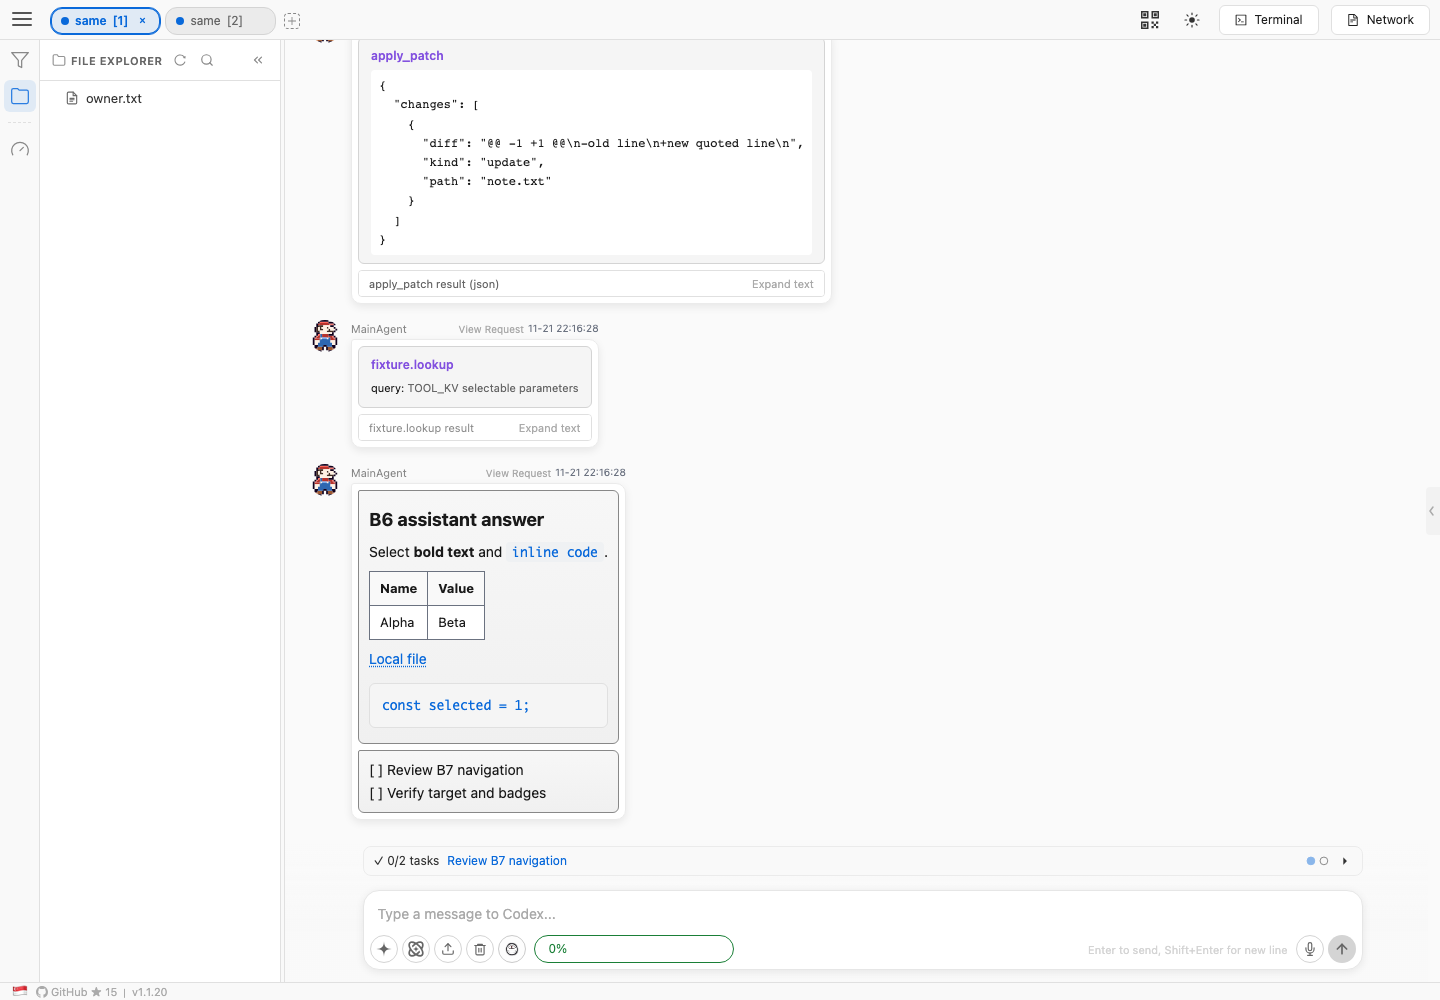 same [1] ×
same [2]
Terminal
Network
FILE EXPLORER
owner.txt
apply_patch
{
"changes": [
{
"diff": "@@ -1 +1 @@\n-old line\n+new quoted line\n",
"kind": "update",
"path": "note.txt"
}
]
}
apply_patch result (json) Expand text
MainAgent View Request 11-21 22:16:28
fixture.lookup
query: TOOL_KV selectable parameters
fixture.lookup result Expand text
MainAgent View Request 11-21 22:16:28
B6 assistant answer
Select bold text and inline code.
Name Value
Alpha Beta
Local file
const selected = 1;
[ ] Review B7 navigation
[ ] Verify target and badges
✓ 0/2 tasks Review B7 navigation
Type a message to Codex...
0%
Enter to send, Shift+Enter for new line
GitHub ★ 15 | v1.1.20